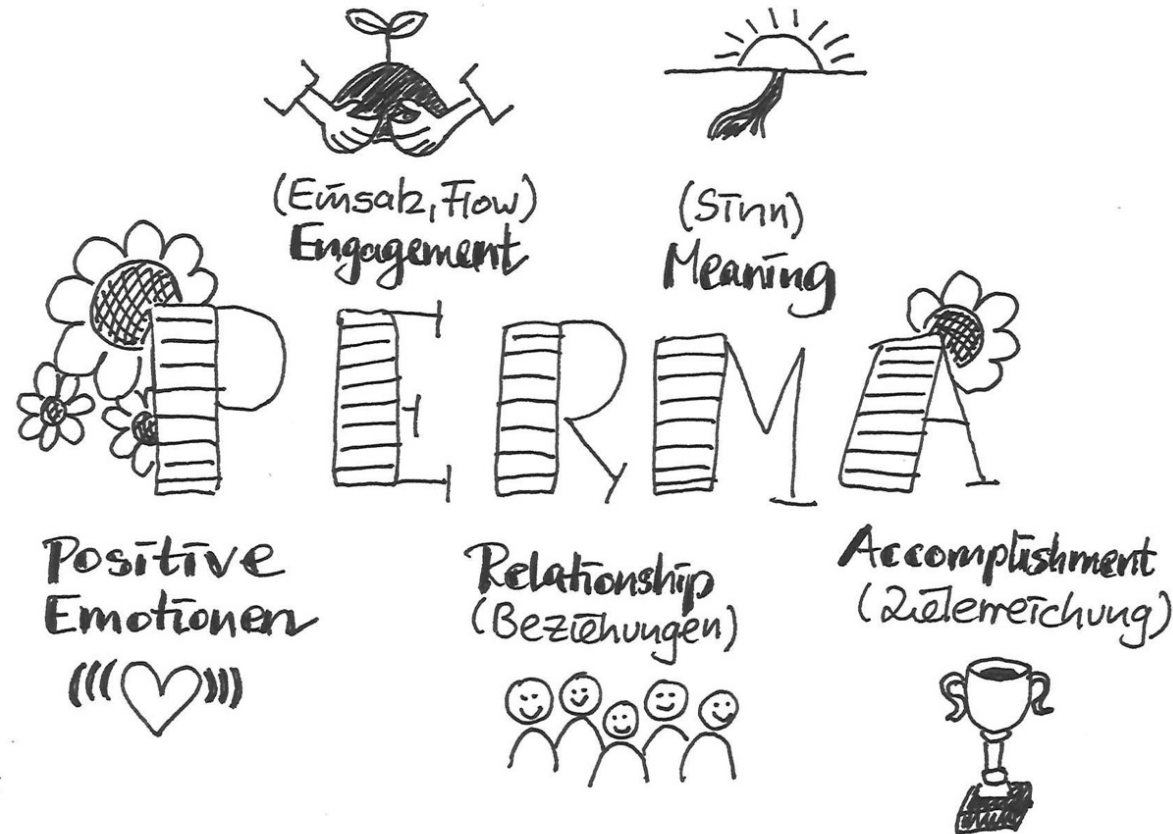 (Einsatz, Flow)
Engagement
(Sinn)
Meaning
PERMA
Positive
Emotionen
Relationship
(Beziehungen)
Accomplishment
(Zielerreichung)